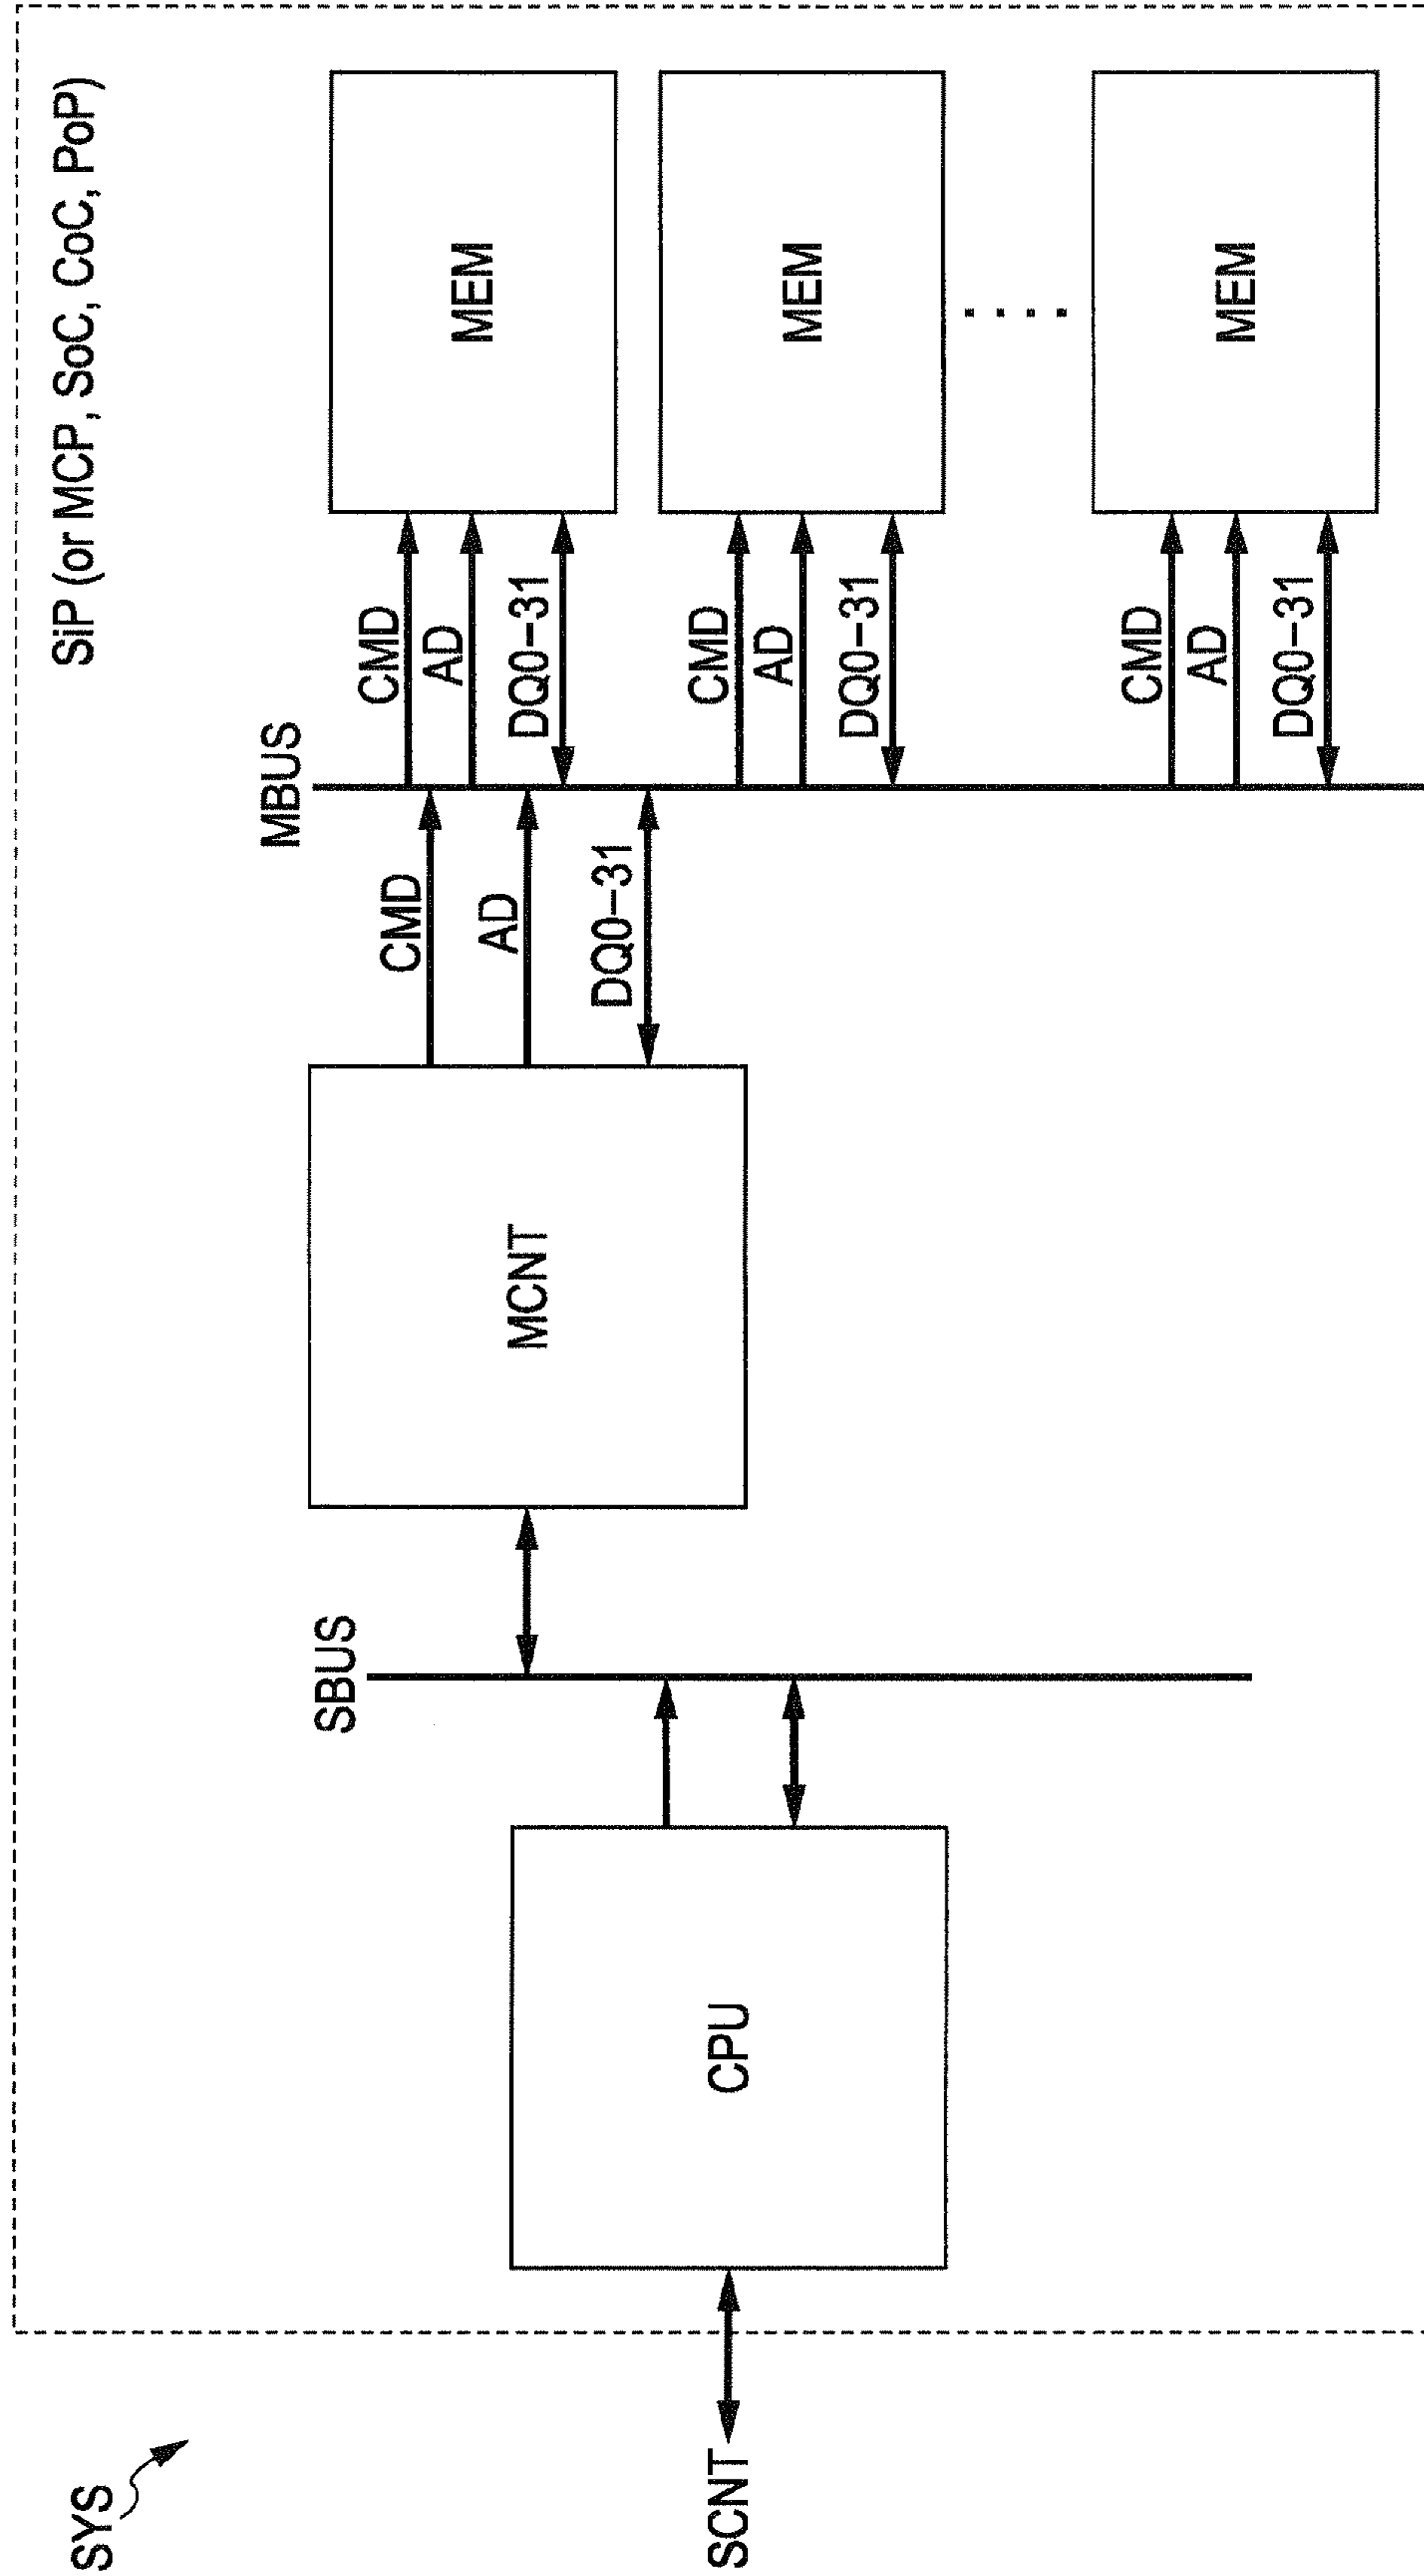 SYS
SiP (or MCP, SoC, CoC, PoP)
SCNT
CPU
SBUS
MCNT
CMD
AD
DQ0-31
MBUS
CMD
AD
DQ0-31
MEM
CMD
AD
DQ0-31
MEM
CMD
AD
DQ0-31
MEM